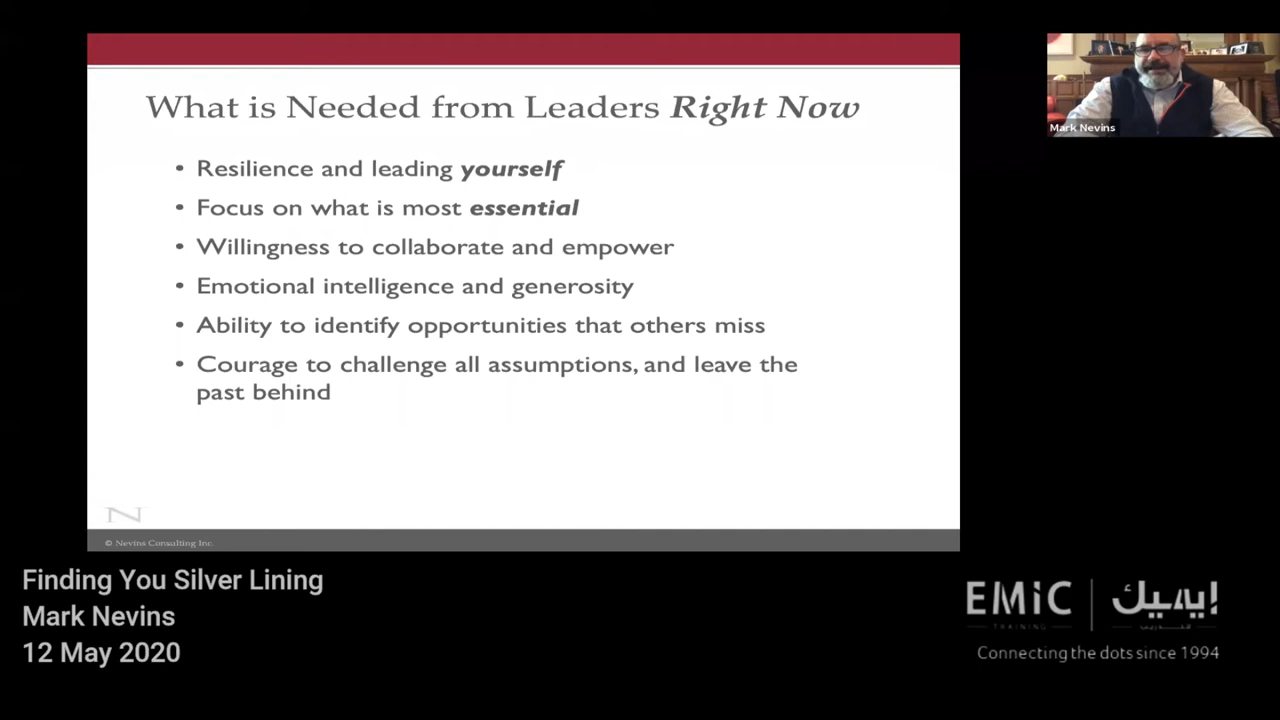 What is Needed from Leaders Right Now
• Resilience and leading yourself
• Focus on what is most essential
• Willingness to collaborate and empower
• Emotional intelligence and generosity
• Ability to identify opportunities that others miss
• Courage to challenge all assumptions, and leave the
past behind
N
© Nevins Consulting Inc.
Mark Nevins
Finding You Silver Lining
Mark Nevins
12 May 2020
EMiC | إيميك
TRAINING
Connecting the dots since 1994